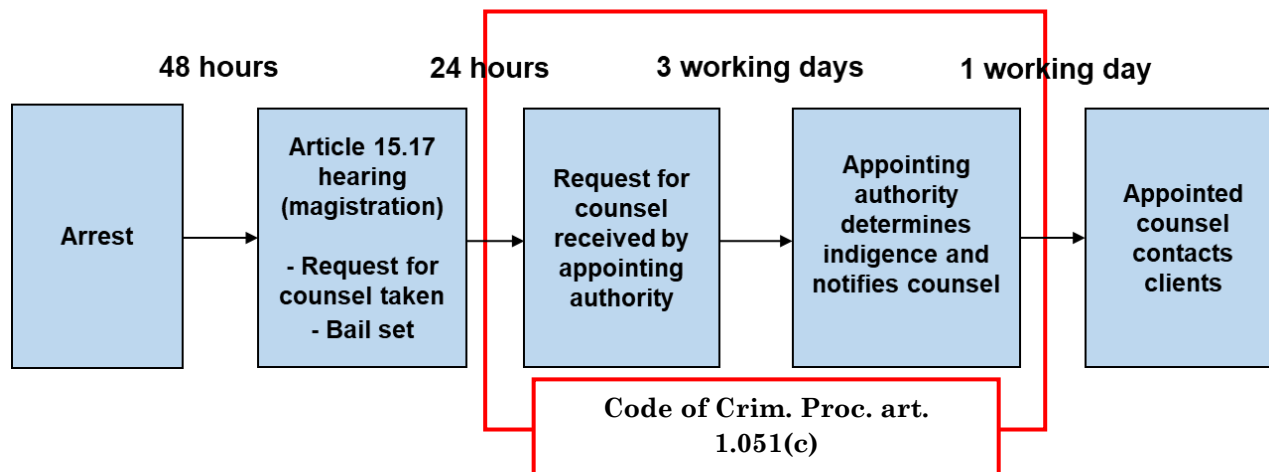 48 hours
24 hours
3 working days
1 working day
Arrest
Article 15.17
hearing
(magistration)
- Request for
counsel taken
- Bail set
Request for
counsel
received by
appointing
authority
Appointing
authority
determines
indigence and
notifies counsel
Appointed
counsel
contacts
clients
Code of Crim. Proc. art.
1.051(c)